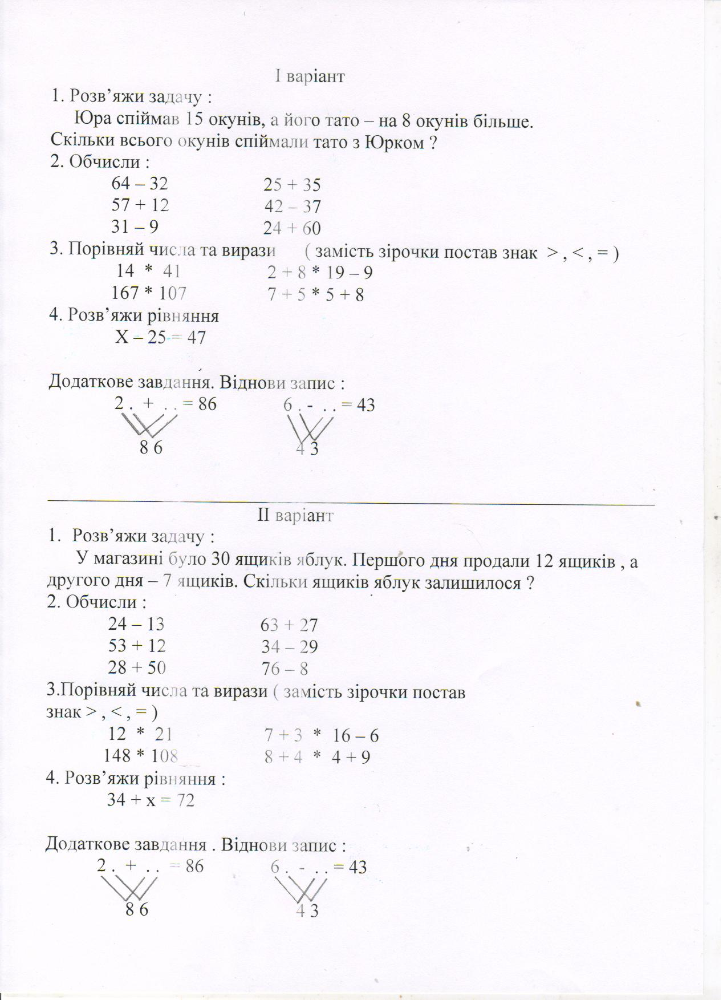 I варіант
1. Розв’яжи задачу :
Юра спіймав 15 окунів, а його тато – на 8 окунів більше.
Скільки всього окунів спіймали тато з Юрком ?
2. Обчисли :
64 – 32 25 + 35
57 + 12 42 – 37
31 – 9 24 + 60
3. Порівняй числа та вирази ( замість зірочки постав знак > , < , = )
14 * 41 2 + 8 * 19 – 9
167 * 107 7 + 5 * 5 + 8
4. Розв’яжи рівняння
Х – 25 = 47
Додаткове завдання. Віднови запис :
2 . + . . = 86 6 . - . . = 43
8 6 4 3
II варіант
1. Розв’яжи задачу :
У магазині було 30 ящиків яблук. Першого дня продали 12 ящиків , а
другого дня – 7 ящиків. Скільки ящиків яблук залишилося ?
2. Обчисли :
24 – 13 63 + 27
53 + 12 34 – 29
28 + 50 76 – 8
3.Порівняй числа та вирази ( замість зірочки постав
знак > , < , = )
12 * 21 7 + 3 * 16 – 6
148 * 108 8 + 4 * 4 + 9
4. Розв’яжи рівняння :
34 + х = 72
Додаткове завдання . Віднови запис :
2 . + . . = 86 6 . - . . = 43
8 6 4 3